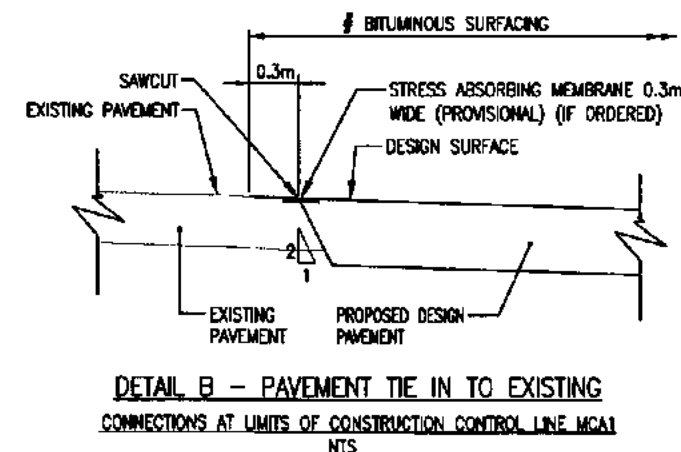 # BITUMINOUS SURFACING
0.3m
SAWCUT
STRESS ABSORBING MEMBRANE 0.3m
WIDE (PROVISIONAL) (IF ORDERED)
EXISTING PAVEMENT
DESIGN SURFACE
2
1
EXISTING
PAVEMENT
PROPOSED DESIGN
PAVEMENT
DETAIL B – PAVEMENT TIE IN TO EXISTING
CONNECTIONS AT LIMITS OF CONSTRUCTION CONTROL LINE MCA1
NTS